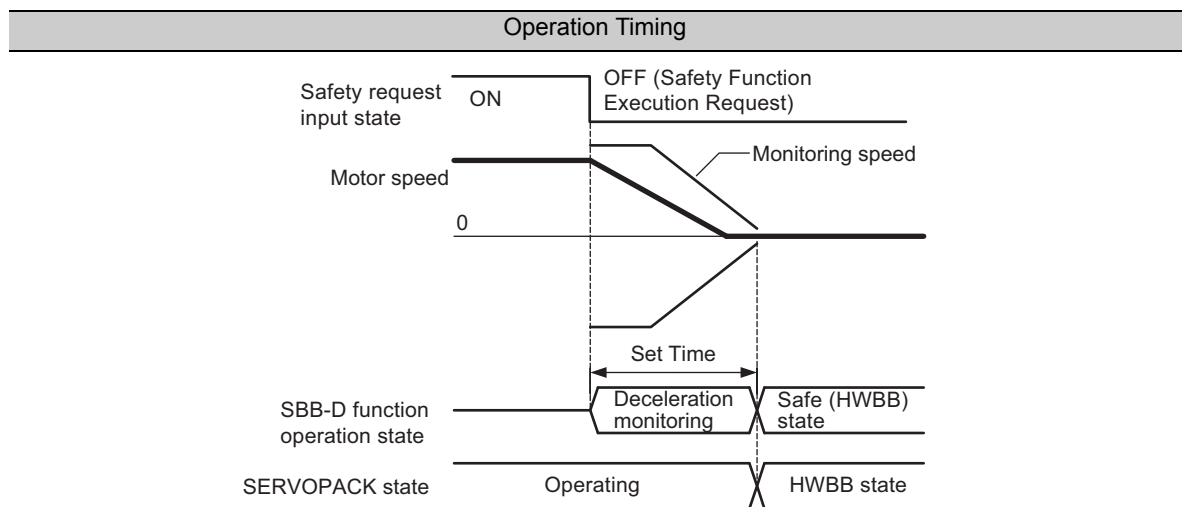 Operation Timing
Safety request
input state
ON
OFF (Safety Function
Execution Request)
Monitoring speed
Motor speed
0
Set Time
SBB-D function
operation state
Deceleration
monitoring
Safe (HWBB)
state
SERVOPACK state
Operating
HWBB state